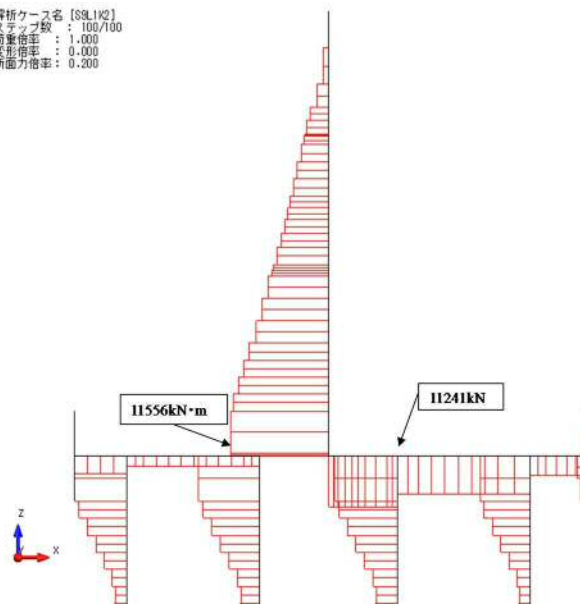 解析ケース名 [S9L1K2]
ステップ数 : 100/100
荷重倍率 : 1.000
変形倍率 : 0.000
断面力倍率 : 0.200
11556kN・m
11241kN
Z
X